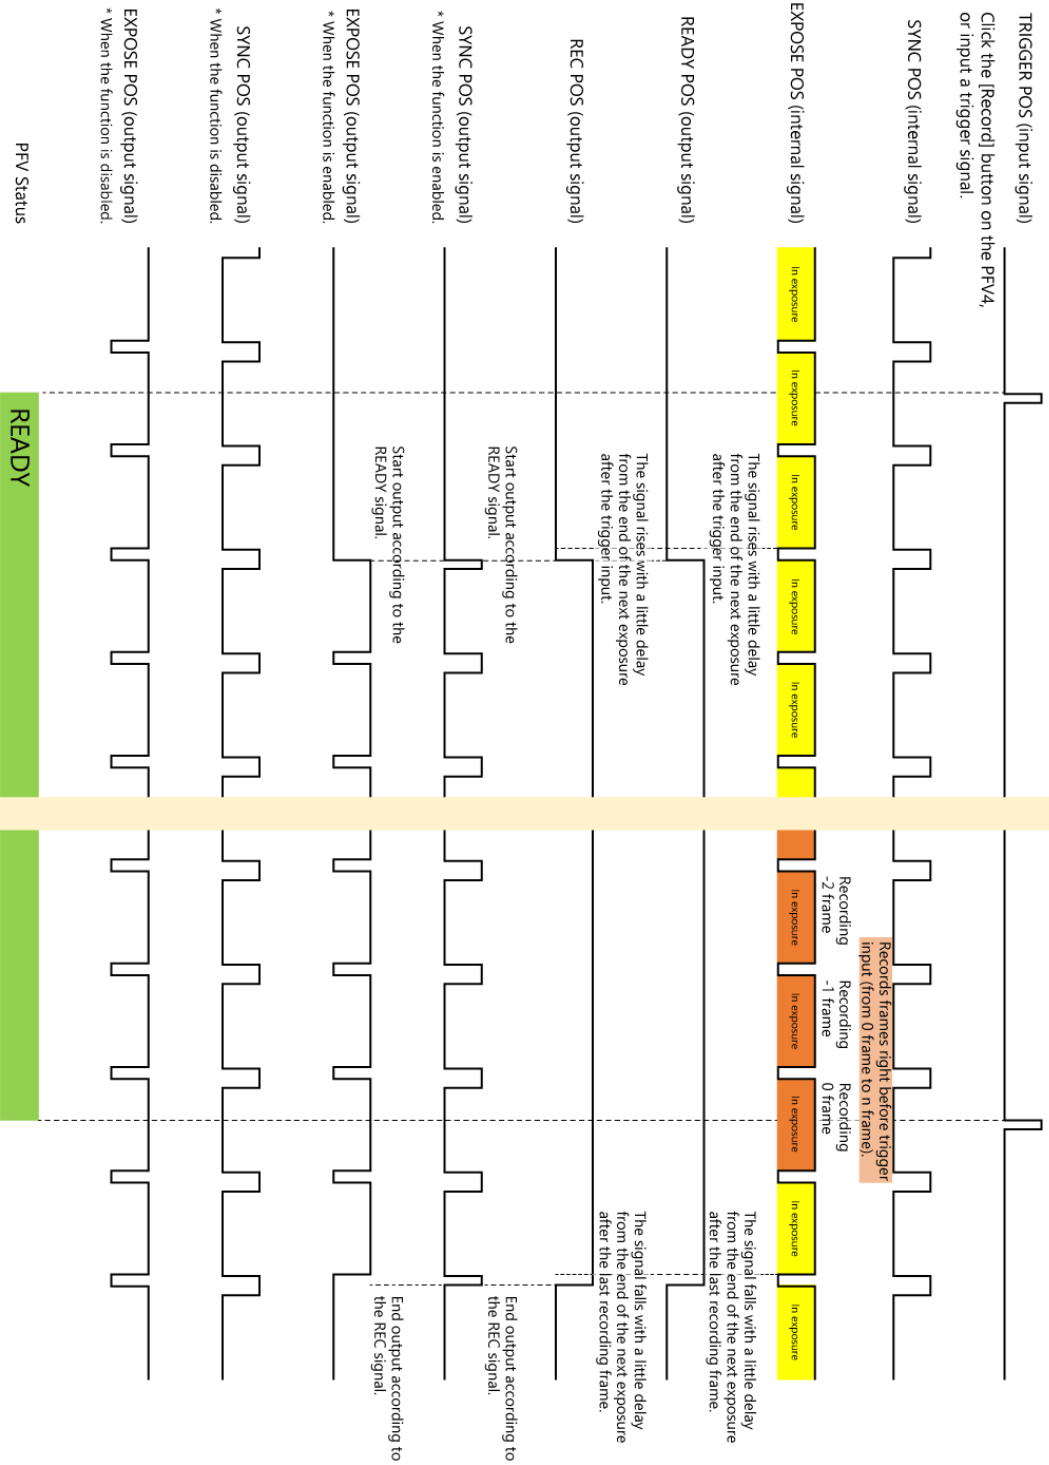 TRIGGER POS (input signal)
Click the [Record] button on the PFV4,
or input a trigger signal.
SYNC POS (internal signal)
Records frames right before trigger
input (from 0 frame to n frame).
Recording
-2 frame
Recording
-1 frame
Recording
0 frame
EXPOSE POS (internal signal)
In exposure
In exposure
In exposure
In exposure
In exposure
In exposure
In exposure
In exposure
In exposure
In exposure
READY POS (output signal)
The signal rises with a little delay
from the end of the next exposure
after the trigger input.
The signal falls with a little delay
from the end of the next exposure
after the last recording frame.
REC POS (output signal)
The signal rises with a little delay
from the end of the next exposure
after the trigger input.
The signal falls with a little delay
from the end of the next exposure
after the last recording frame.
SYNC POS (output signal)
* When the function is enabled.
Start output according to the
READY signal.
End output according to
the REC signal.
EXPOSE POS (output signal)
* When the function is enabled.
Start output according to the
READY signal.
End output according to
the REC signal.
SYNC POS (output signal)
* When the function is disabled.
EXPOSE POS (output signal)
* When the function is disabled.
PFV Status
READY